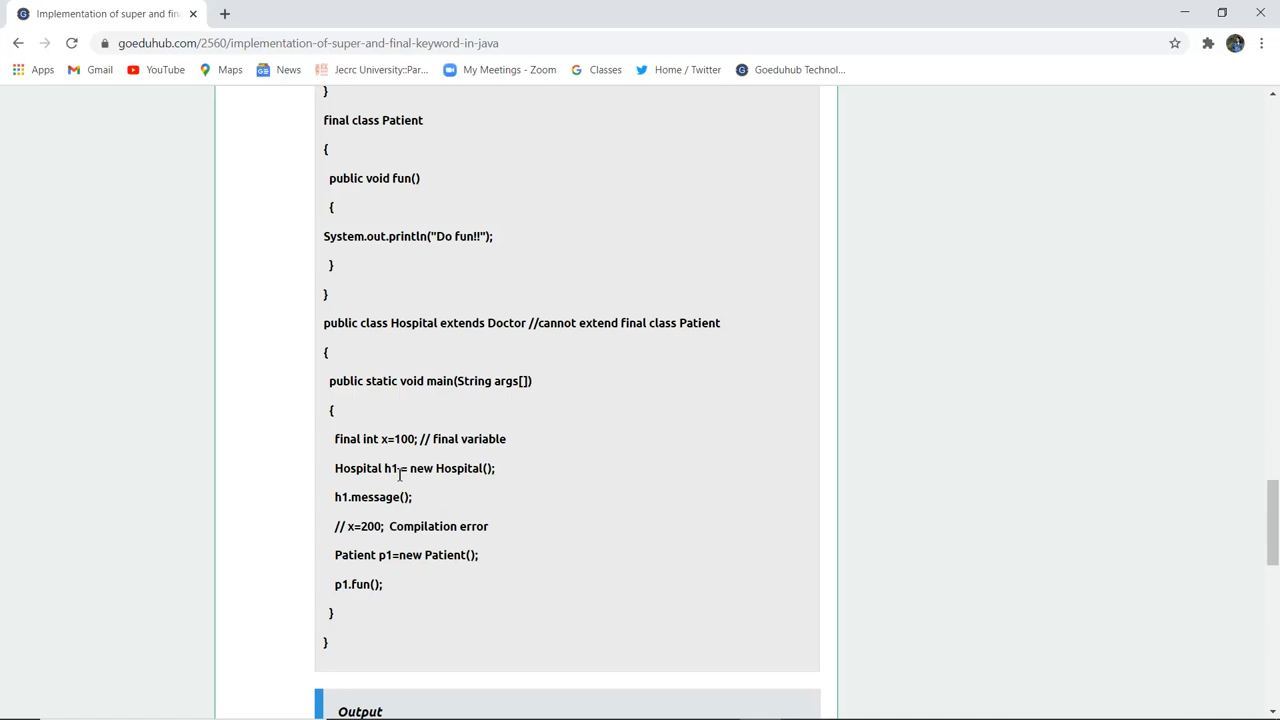 Implementation of super and fin
goeduhub.com/2560/implementation-of-super-and-final-keyword-in-java
Apps
Gmail
YouTube
Maps
News
Jecrc University::Par...
My Meetings - Zoom
Classes
Home / Twitter
Goeduhub Technol...
}
final class Patient
{
public void fun()
{
System.out.println("Do fun!!");
}
}
public class Hospital extends Doctor //cannot extend final class Patient
{
public static void main(String args[])
{
final int x=100; // final variable
Hospital h1 = new Hospital();
h1.message();
// x=200;  Compilation error
Patient p1=new Patient();
p1.fun();
}
}
Output